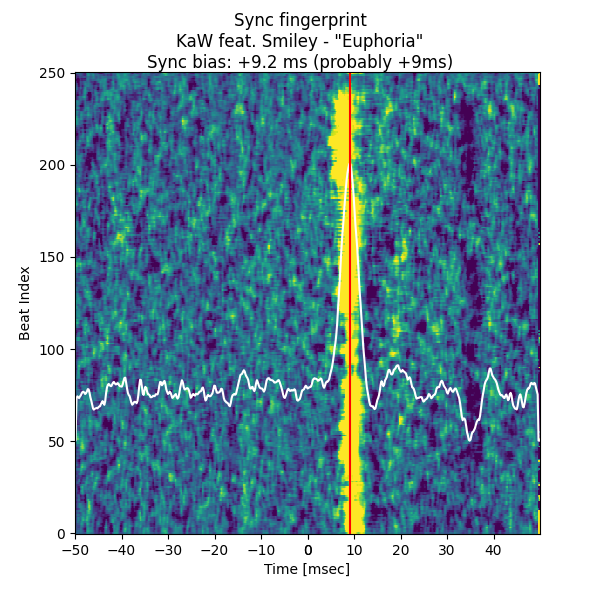 Sync fingerprint
KaW feat. Smiley - "Euphoria"
Sync bias: +9.2 ms (probably +9ms)
250
200
150
100
50
0
Beat Index
−50 −40 −30 −20 −10 0 0 10 20 30 40
Time [msec]